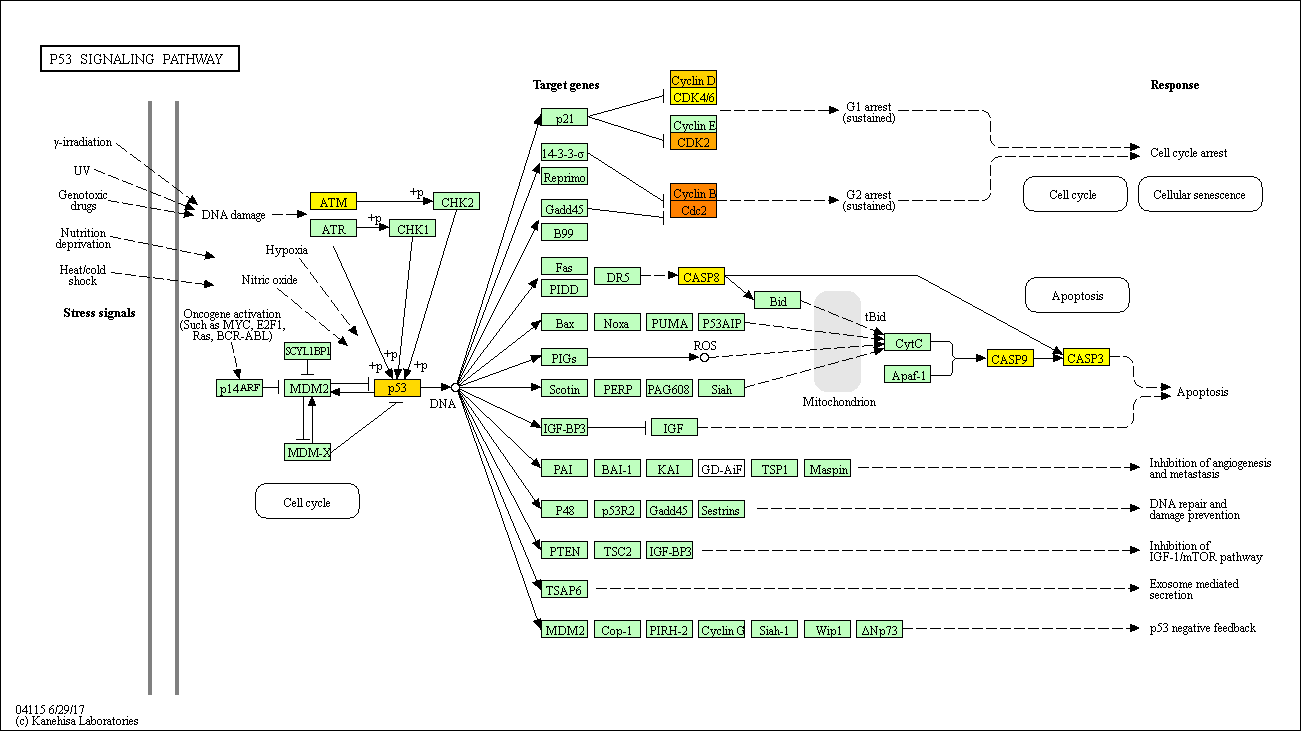 P53 SIGNALING PATHWAY
Target genes
Response
γ-irradiation
UV
Genotoxic
drugs
Nutrition
deprivation
Heat/cold
shock
Stress signals
DNA damage
ATM
+p
CHK2
ATR
+p
CHK1
Hypoxia
Nitric oxide
Oncogene activation
(Such as MYC, E2F1,
Ras, BCR-ABL)
SCYL1BP1
p14ARF
MDM2
+p
+p
+p
p53
DNA
MDM-X
Cell cycle
p21
Cyclin D
CDK4/6
Cyclin E
CDK2
G1 arrest
(sustained)
14-3-3-σ
Reprimo
Gadd45
B99
Cyclin B
Cdc2
G2 arrest
(sustained)
Cell cycle arrest
Cell cycle
Cellular senescence
Fas
PIDD
DR5
CASP8
Bid
tBid
Apoptosis
Bax
Noxa
PUMA
P53AIP
PIGs
ROS
CytC
Apaf-1
CASP9
CASP3
Scotin
PERP
PAG608
Siah
Mitochondrion
Apoptosis
IGF-BP3
IGF
PAI
BAI-1
KAI
GD-AiF
TSP1
Maspin
Inhibition of angiogenesis
and metastasis
P48
p53R2
Gadd45
Sestrins
DNA repair and
damage prevention
PTEN
TSC2
IGF-BP3
Inhibition of
IGF-1/mTOR pathway
TSAP6
Exosome mediated
secretion
MDM2
Cop-1
PIRH-2
Cyclin G
Siah-1
Wip1
ΔNp73
p53 negative feedback
04115 6/29/17
(c) Kanehisa Laboratories